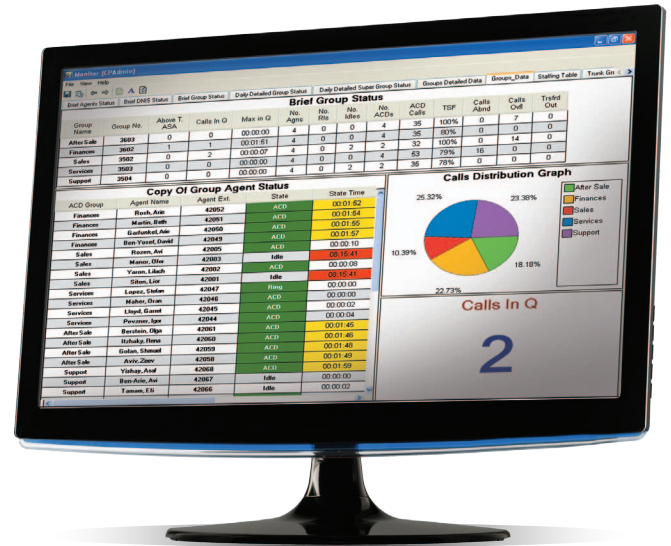 Monitor (CPAdmin)
File View Help
Brief Agents Status Brief DNIS Status Brief Group Status Daily Detailed Group Status Daily Detailed Super Group Status Groups Detailed Data Groups_Data Staffing Table Trunk Gr
Brief Group Status
Group Name Group No. Above T. ASA Calls In Q Max in Q No. Agns No. Rls No. Idles No. ACDs ACD Calls TSF Calls Abnd Calls Ovfl Trsfrd Out
After Sale 3603 0 0 00:00:00 4 0 0 4 35 100% 0 7 0
Finances 3602 1 1 00:01:51 4 0 0 4 35 80% 0 0 0
Sales 3502 0 2 00:00:07 4 0 2 2 32 100% 0 14 0
Services 3503 0 0 00:00:00 4 0 0 4 53 79% 16 0 0
Support 3504 0 0 00:00:00 4 0 2 2 36 78% 0 0 0
Copy Of Group Agent Status
ACD Group Agent Name Agent Ext. State State Time
Finances Rosh, Arie 42052 ACD 00:01:52
Finances Martin, Beth 42051 ACD 00:01:54
Finances Garfunkel, Arie 42050 ACD 00:01:55
Finances Ben-Yosef, David 42049 ACD 00:01:57
Sales Rozen, Avi 42005 ACD 00:00:10
Sales Manor, Ofer 42003 Idle 08:15:41
Sales Yaron, Lilach 42002 ACD 00:00:08
Sales Siton, Lior 42001 Idle 08:15:41
Services Lopez, Stefan 42047 Ring 00:00:00
Services Maher, Oran 42046 ACD 00:00:00
Services Lloyd, Garret 42045 ACD 00:00:02
Services Povzner, Igor 42044 ACD 00:00:04
After Sale Berstein, Olga 42061 ACD 00:01:45
After Sale Itzhaky, Rena 42060 ACD 00:01:46
After Sale Golan, Shmuel 42059 ACD 00:01:48
After Sale Aviv, Zeev 42058 ACD 00:01:49
Support Yishay, Asaf 42068 ACD 00:01:59
Support Ben-Arie, Avi 42067 Idle 00:00:00
Support Tamam, Eti 42066 Idle 00:00:02
Calls Distribution Graph
25.32% 23.38%
10.39% 18.18%
22.73%
After Sale
Finances
Sales
Services
Support
Calls In Q
2